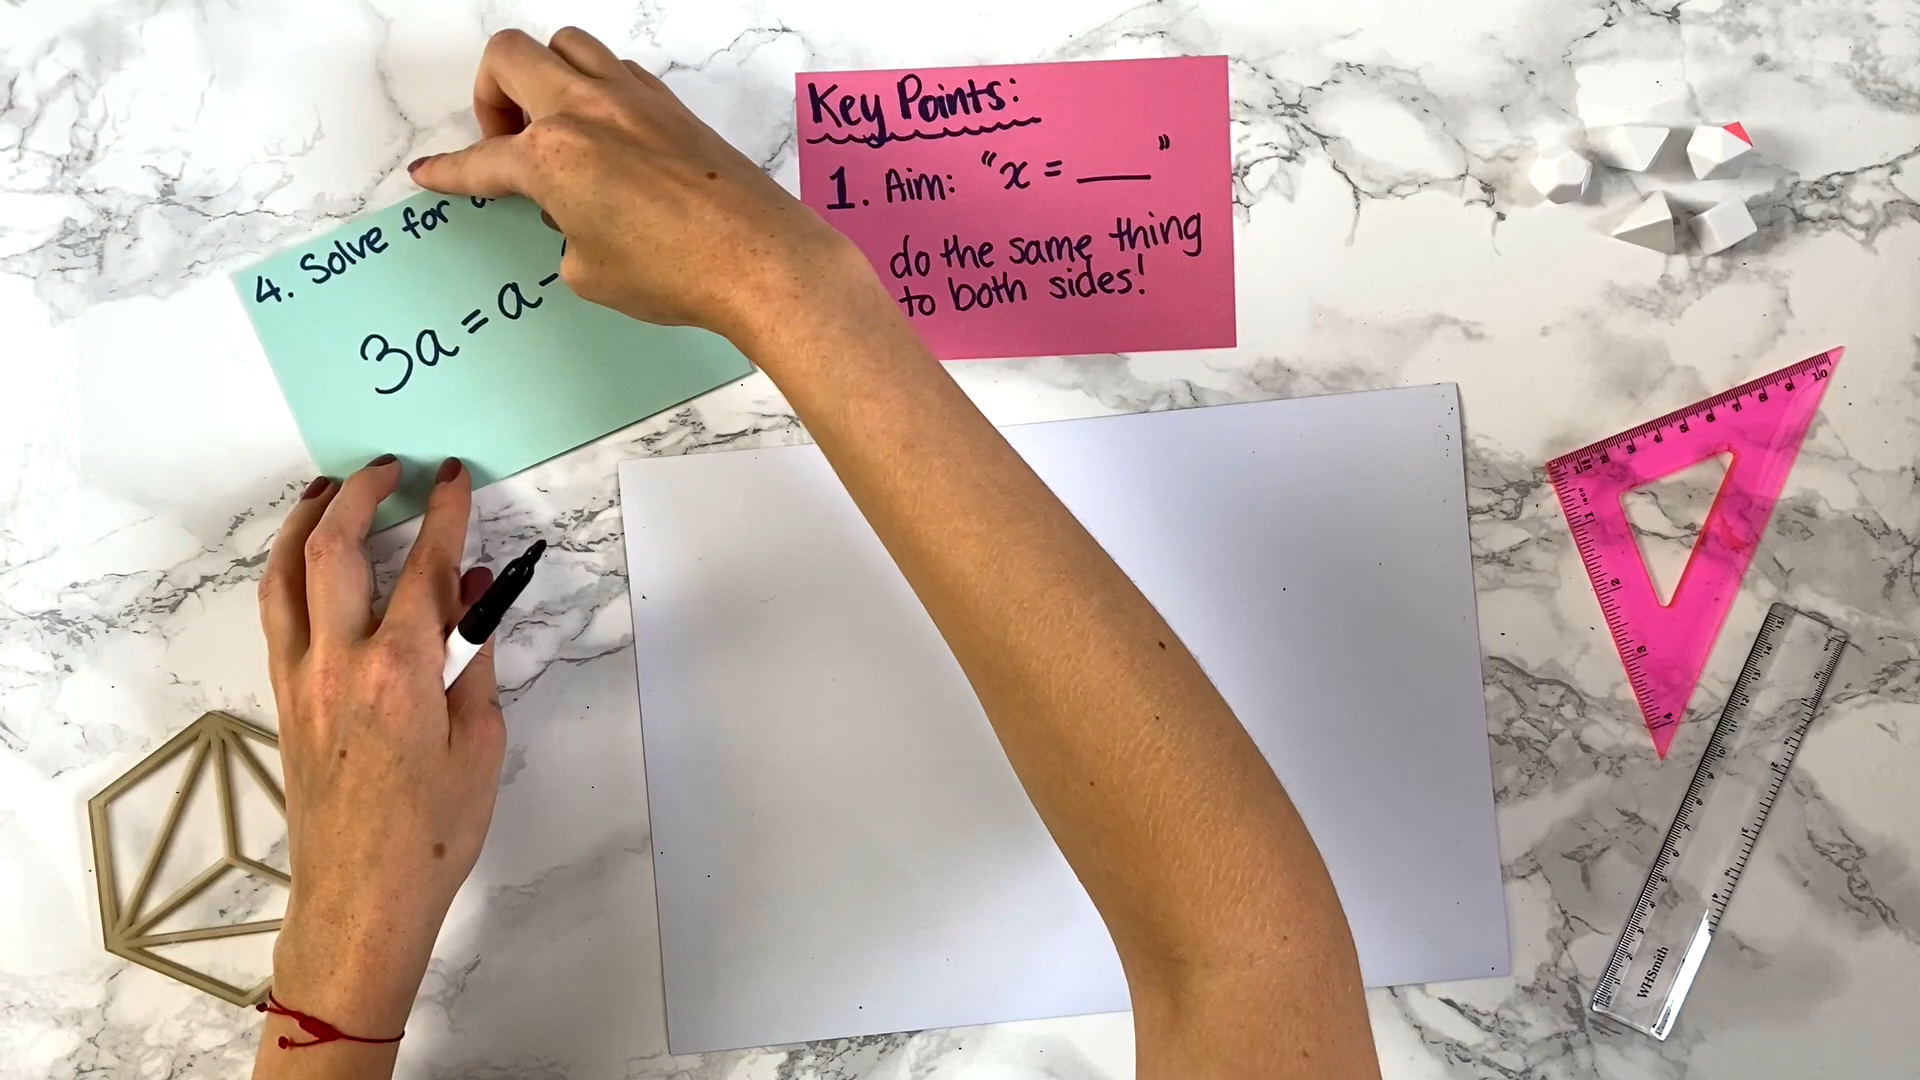 4. Solve for
3a = a -
Key Points:
1. Aim: "x = ___"
do the same thing
to both sides!
WHSmith